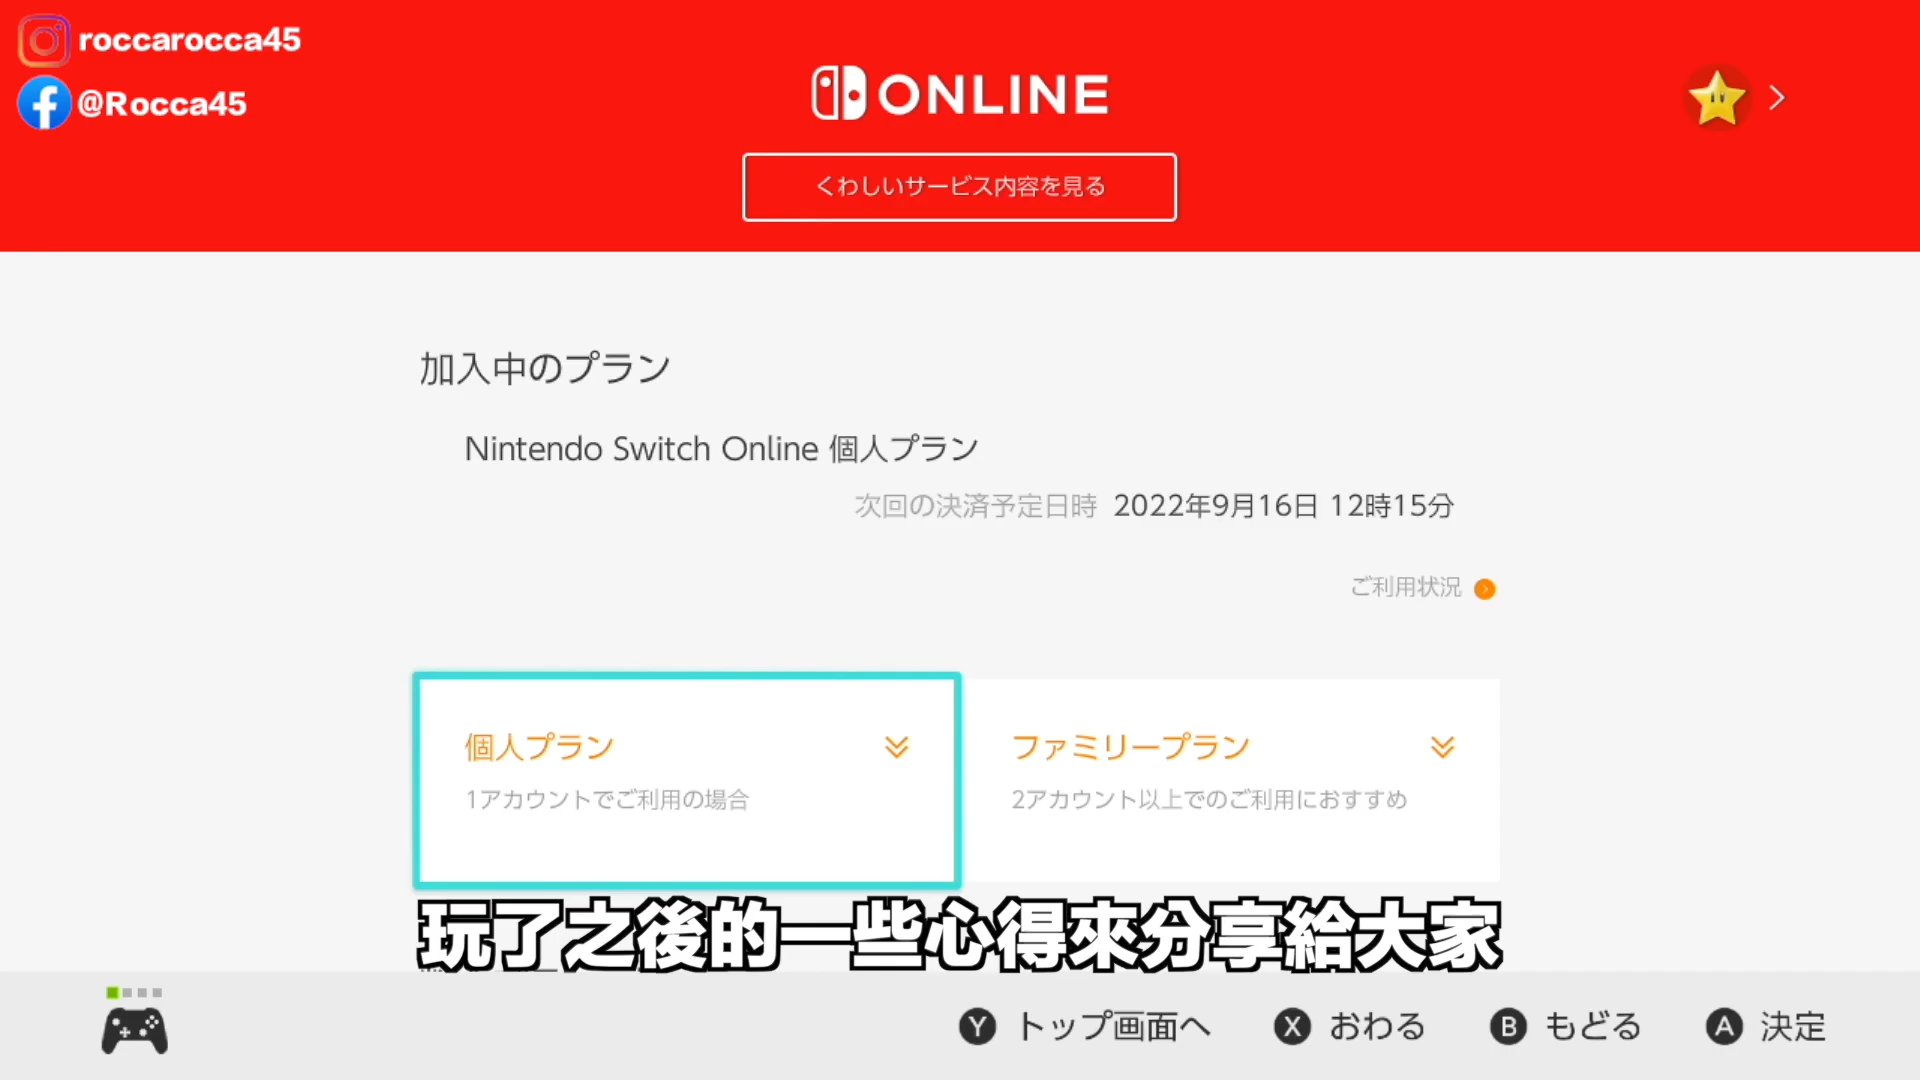 roccarocca45
@Rocca45
ONLINE
くわしいサービス内容を見る
加入中のプラン
Nintendo Switch Online 個人プラン
次回の決済予定日時 2022年9月16日 12時15分
ご利用状況
個人プラン
1アカウントでご利用の場合
ファミリープラン
2アカウント以上でのご利用におすすめ
玩了之後的一些心得來分享給大家
Y トップ画面へ X おわる B もどる A 決定